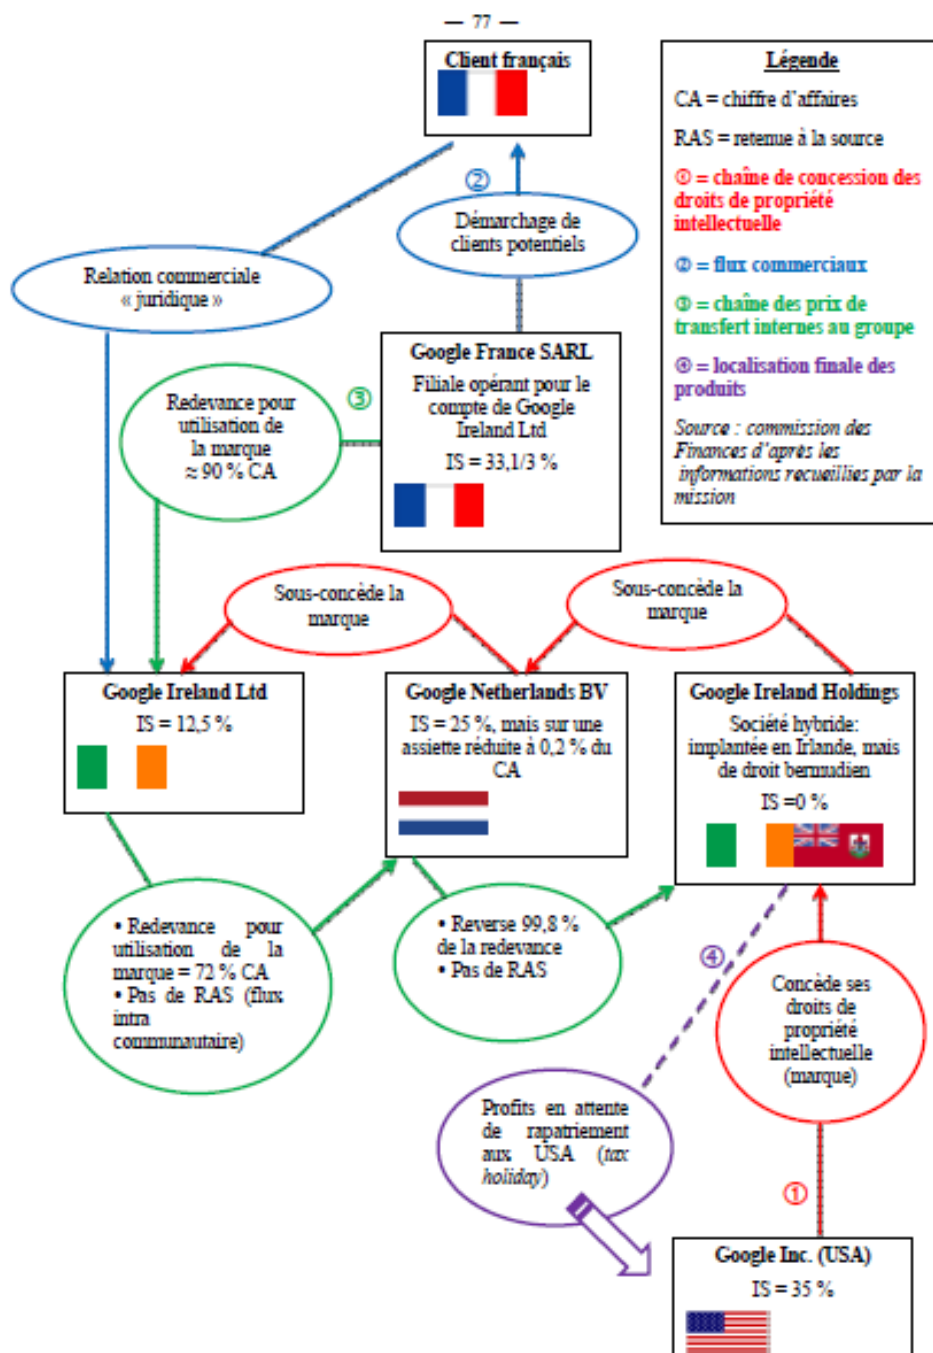 — 77 —
Client français
Légende
CA = chiffre d'affaires
RAS = retenue à la source
① = chaîne de concession des
droits de propriété
intellectuelle
② = flux commerciaux
③ = chaîne des prix de
transfert internes au groupe
④ = localisation finale des
produits
Source : commission des
Finances d'après les
informations recueillies par la
mission
②
Démarchage de
clients potentiels
Relation commerciale
« juridique »
Google France SARL
Filiale opérant pour le
compte de Google
Ireland Ltd
IS = 33,1/3 %
③
Redevance pour
utilisation de
la marque
≈ 90 % CA
Sous-concède la
marque
Sous-concède la
marque
Google Ireland Ltd
IS = 12,5 %
Google Netherlands BV
IS = 25 %, mais sur une
assiette réduite à 0,2 % du
CA
Google Ireland Holdings
Société hybride:
implantée en Irlande, mais
de droit bermudien
IS =0 %
• Redevance pour
utilisation de la
marque = 72 % CA
• Pas de RAS (flux
intra
communautaire)
• Reverse 99,8 %
de la redevance
• Pas de RAS
④
Concède ses
droits de
propriété
intellectuelle
(marque)
Profits en attente
de rapatriement
aux USA (tax
holiday)
①
Google Inc. (USA)
IS = 35 %